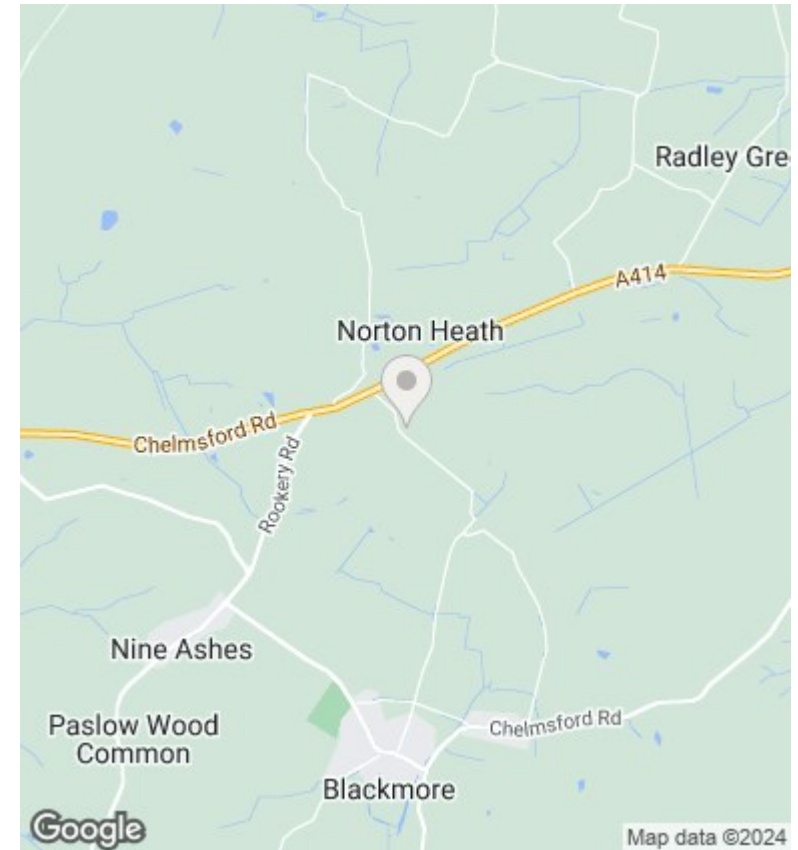 Radley Gre
A414
Norton Heath
Chelmsford Rd
Rookery Rd
Nine Ashes
Paslow Wood
Common
Chelmsford Rd
Blackmore
Google
Map data ©2024